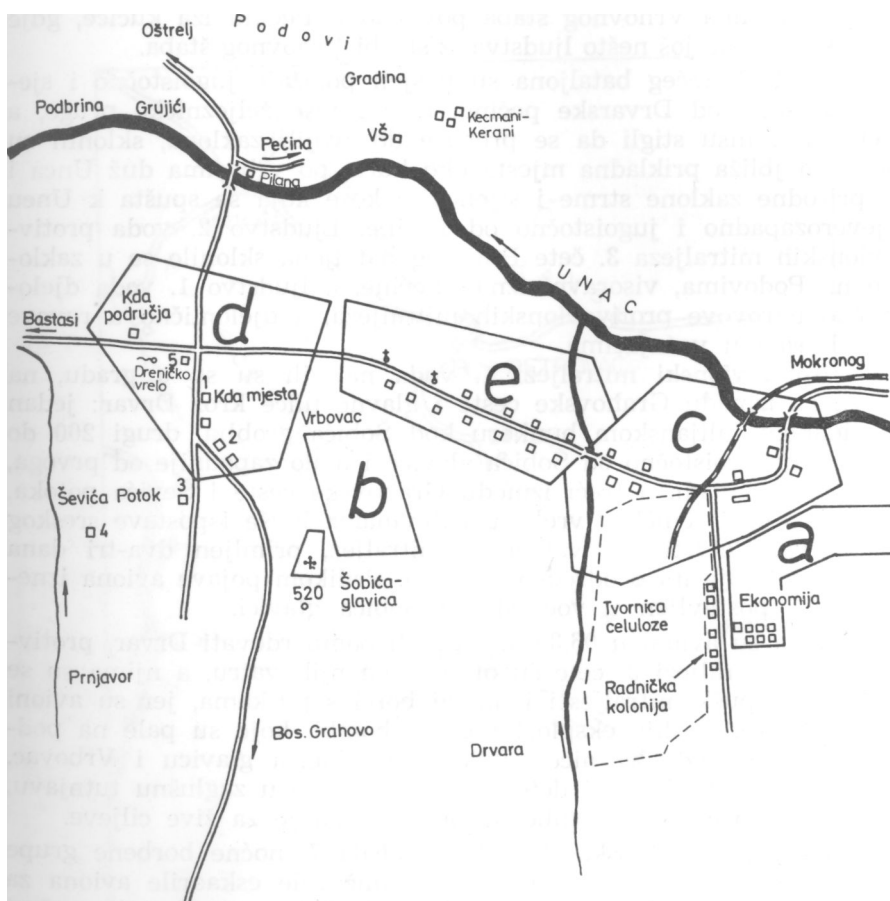 Podovi
Oštrelj
Gradina
Podbrina
Grujići
Kecmani-
Kerani
VŠ
Pećina
Pilana
UNAC
Kda
područja
d
Bastasi
5
Dreničko
vrelo
1
Kda mjesta
2
Vrbovac
e
Mokronog
c
Ševića Potok
3
4
b
a
520
Šobića-
glavica
Tvornica
celuloze
Ekonomija
Prnjavor
Radnička
kolonija
Bos. Grahovo
Drvara